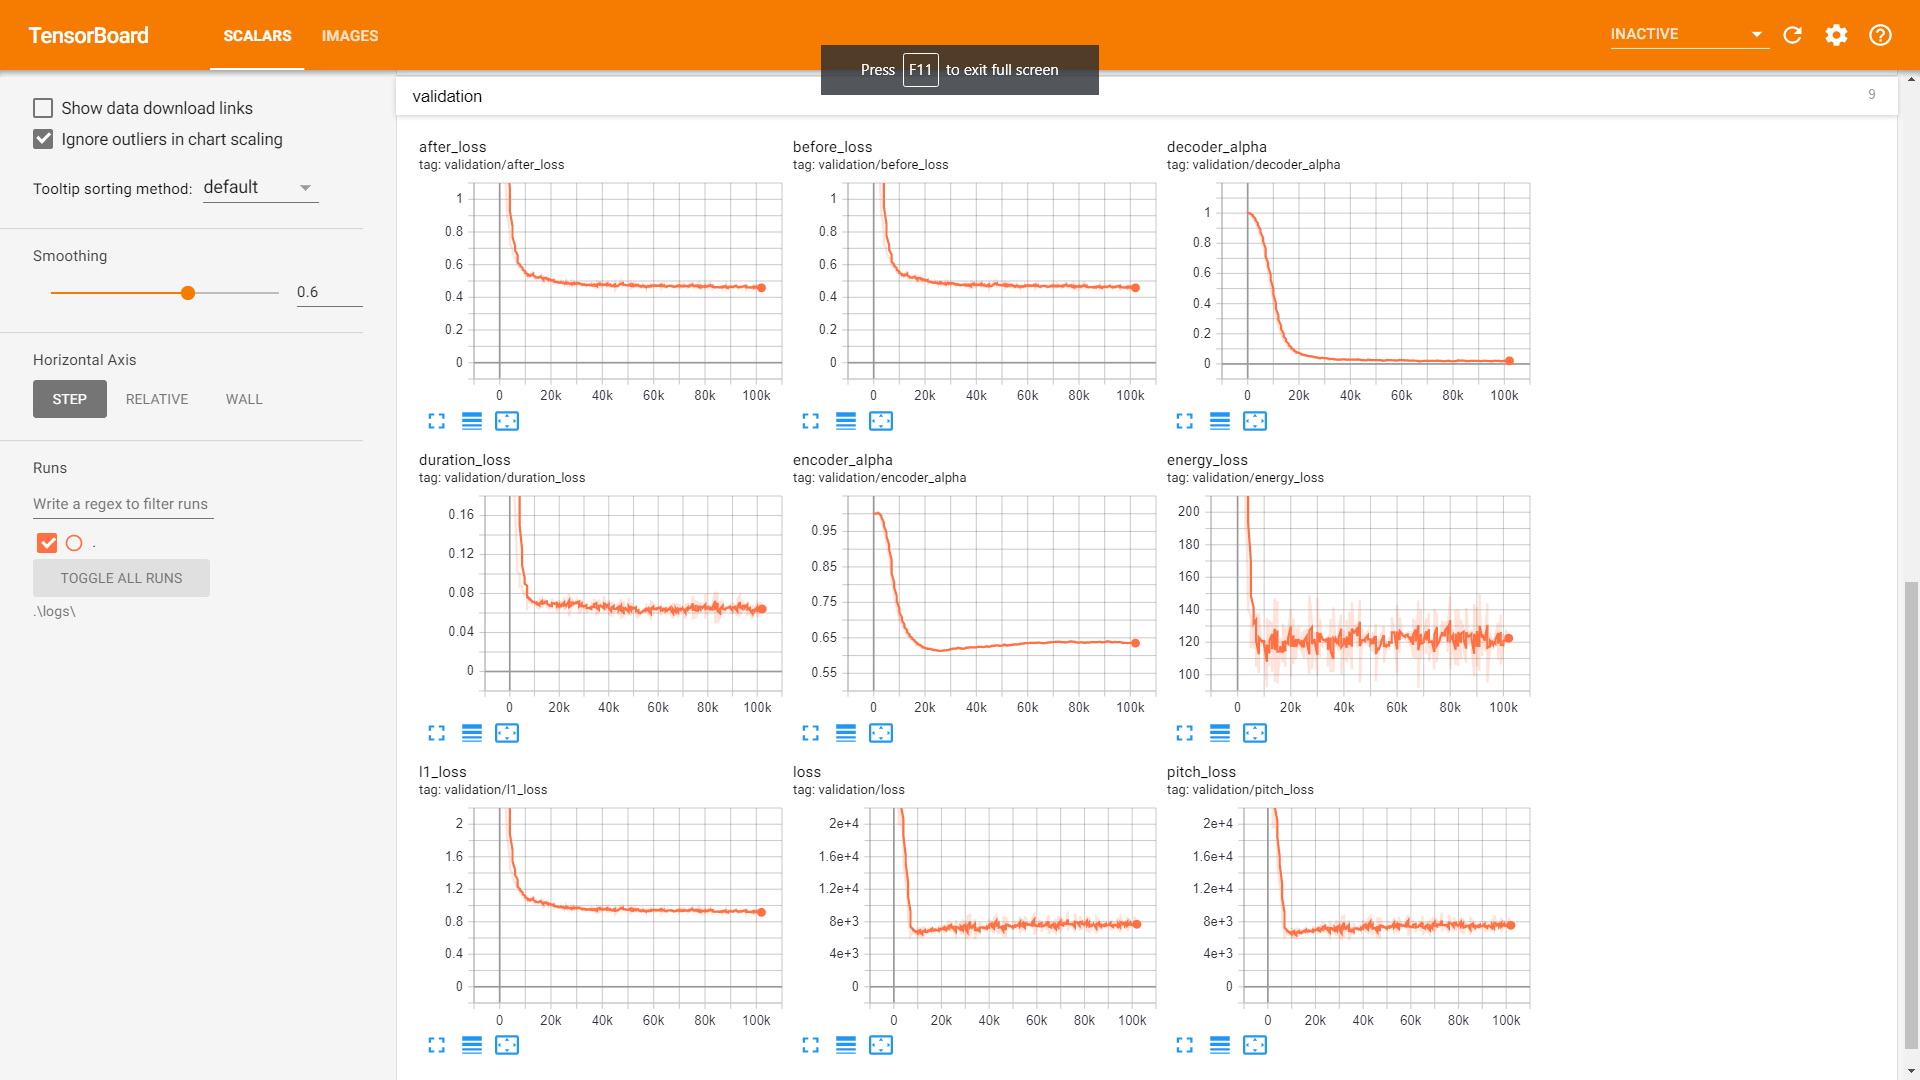 TensorBoard
SCALARS
IMAGES
INACTIVE
Press F11 to exit full screen
Show data download links
Ignore outliers in chart scaling
Tooltip sorting method: default
Smoothing
0.6
Horizontal Axis
STEP
RELATIVE
WALL
Runs
Write a regex to filter runs
.
TOGGLE ALL RUNS
.\logs\
validation
9
after_loss
tag: validation/after_loss
1
0.8
0.6
0.4
0.2
0
0 20k 40k 60k 80k 100k
before_loss
tag: validation/before_loss
1
0.8
0.6
0.4
0.2
0
0 20k 40k 60k 80k 100k
decoder_alpha
tag: validation/decoder_alpha
1
0.8
0.6
0.4
0.2
0
0 20k 40k 60k 80k 100k
duration_loss
tag: validation/duration_loss
0.16
0.12
0.08
0.04
0
0 20k 40k 60k 80k 100k
encoder_alpha
tag: validation/encoder_alpha
0.95
0.85
0.75
0.65
0.55
0 20k 40k 60k 80k 100k
energy_loss
tag: validation/energy_loss
200
180
160
140
120
100
0 20k 40k 60k 80k 100k
l1_loss
tag: validation/l1_loss
2
1.6
1.2
0.8
0.4
0
0 20k 40k 60k 80k 100k
loss
tag: validation/loss
2e+4
1.6e+4
1.2e+4
8e+3
4e+3
0
0 20k 40k 60k 80k 100k
pitch_loss
tag: validation/pitch_loss
2e+4
1.6e+4
1.2e+4
8e+3
4e+3
0
0 20k 40k 60k 80k 100k